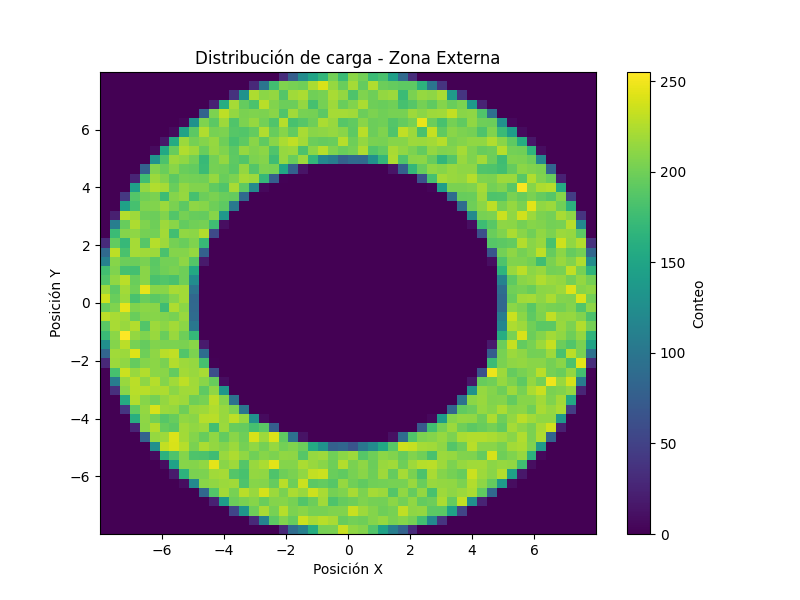 Distribución de carga - Zona Externa
6
4
2
0
−2
−4
−6
Posición Y
−6 −4 −2 0 2 4 6
Posición X
250
200
150
100
50
0
Conteo